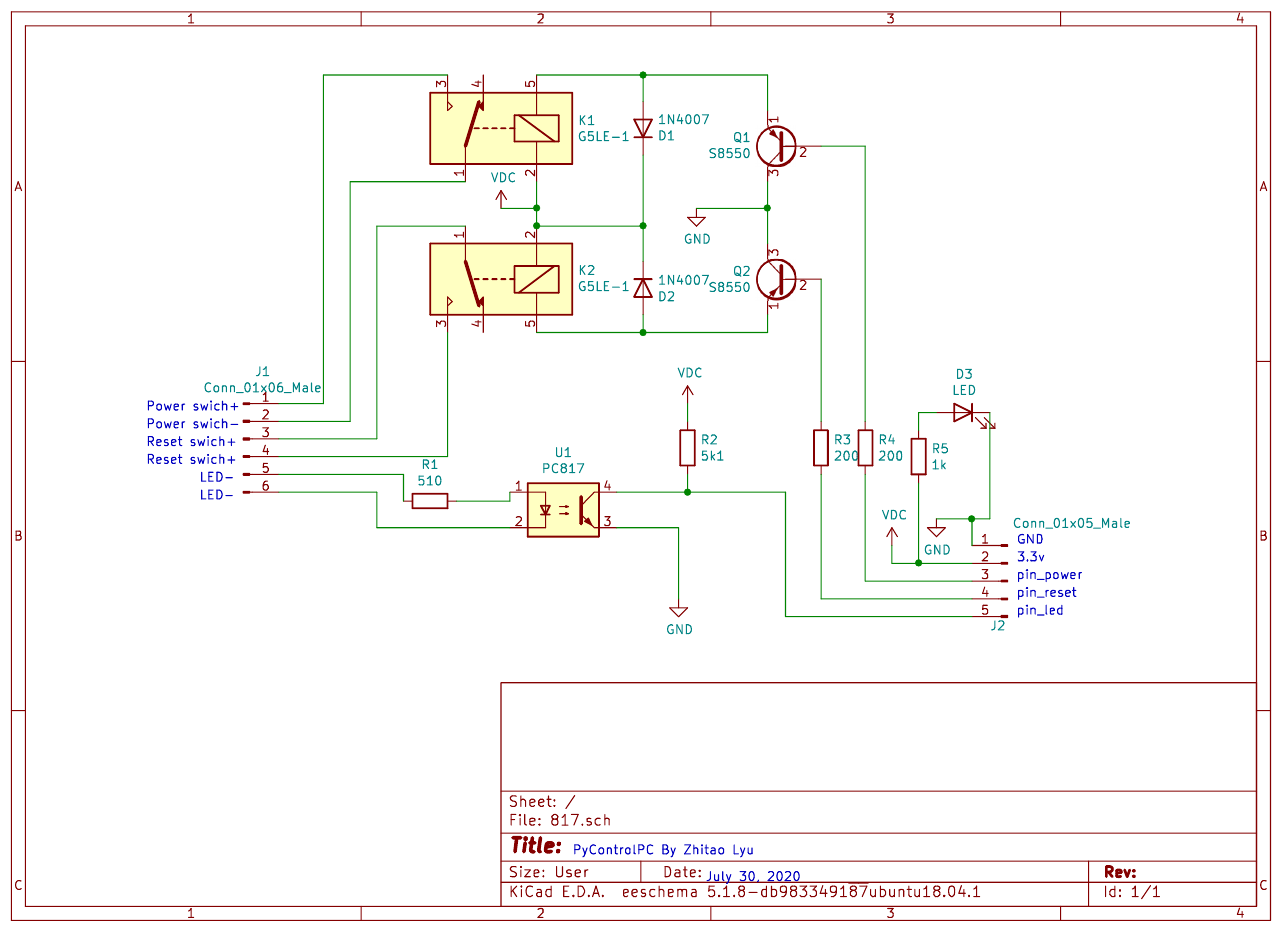 1 2 3 4
A A
B B
C C
3 4 5
K1
G5LE-1
1 2
1N4007
D1
Q1
S8550
1
2
3
VDC
GND
1 2
K2
G5LE-1
3 4 5
1N4007
D2
Q2
S8550
3
2
1
J1
Conn_01x06_Male
Power swich+ 1
Power swich- 2
Reset swich+ 3
Reset swich+ 4
LED- 5
LED- 6
R1
510
U1
PC817
1 4
2 3
VDC
R2
5k1
GND
R3
200
R4
200
D3
LED
R5
1k
VDC
GND
Conn_01x05_Male
1 GND
2 3.3v
3 pin_power
4 pin_reset
5 pin_led
J2
Sheet: /
File: 817.sch
Title: PyControlPC By Zhitao Lyu
Size: User Date: July 30, 2020 Rev:
KiCad E.D.A. eeschema 5.1.8-db983349187ubuntu18.04.1 Id: 1/1
1 2 3 4